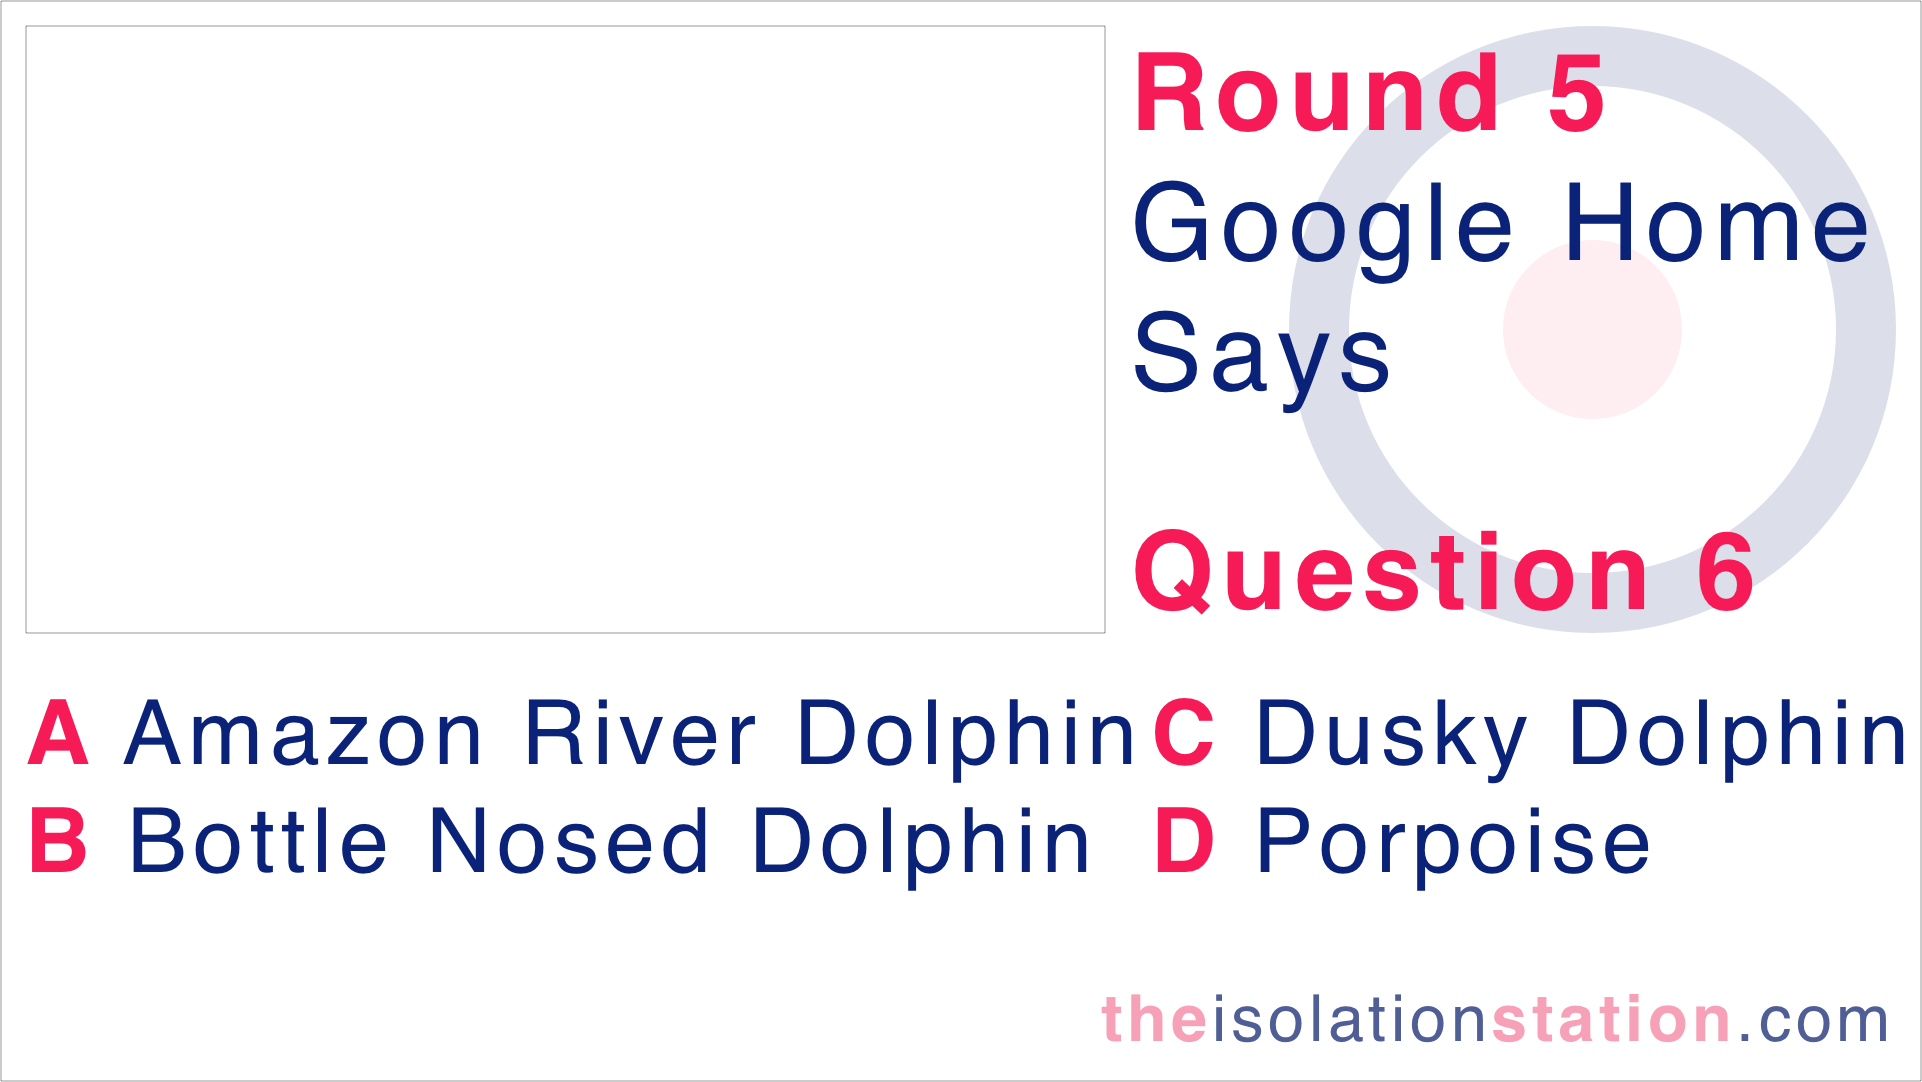 Round 5
Google Home
Says
Question 6
A Amazon River Dolphin
B Bottle Nosed Dolphin
C Dusky Dolphin
D Porpoise
theisolationstation.com